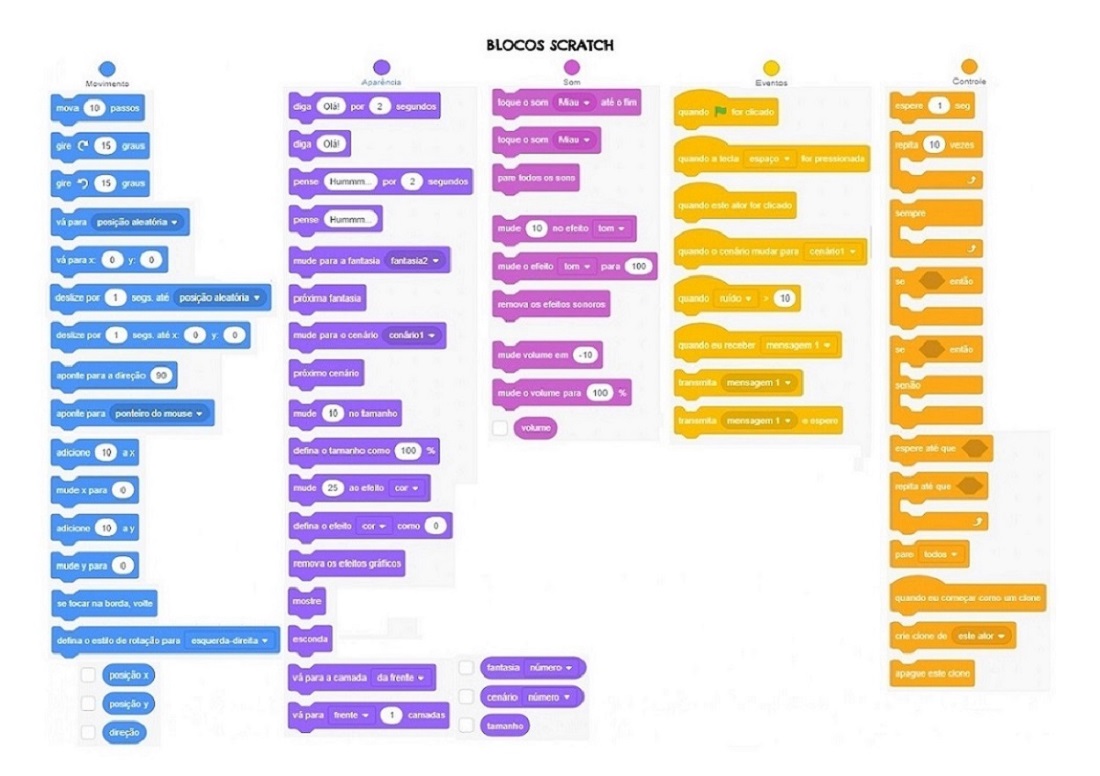 BLOCOS SCRATCH
Movimento
mova 10 passos
gire 15 graus
gire 15 graus
vá para posição aleatória
vá para x: 0 y: 0
deslize por 1 segs. até posição aleatória
deslize por 1 segs. até x: 0 y: 0
aponte para a direção 90
aponte para ponteiro do mouse
adicione 10 a x
mude x para 0
adicione 10 a y
mude y para 0
se tocar na borda, volte
defina o estilo de rotação para esquerda-direita
posição x
posição y
direção
Aparência
diga Olá! por 2 segundos
diga Olá!
pense Hummm... por 2 segundos
pense Hummm...
mude para a fantasia fantasia2
próxima fantasia
mude para o cenário cenário1
próximo cenário
mude 10 no tamanho
defina o tamanho como 100 %
mude 25 ao efeito cor
defina o efeito cor como 0
remova os efeitos gráficos
mostre
esconda
vá para a camada da frente
vá para frente 1 camadas
fantasia número
cenário número
tamanho
Som
toque o som Miau até o fim
toque o som Miau
pare todos os sons
mude 10 no efeito tom
mude o efeito tom para 100
remova os efeitos sonoros
mude volume em -10
mude o volume para 100 %
volume
Eventos
quando for clicado
quando a tecla espaço for pressionada
quando este ator for clicado
quando o cenário mudar para cenário1
quando ruído > 10
quando eu receber mensagem 1
transmita mensagem 1
transmita mensagem 1 e espere
Controle
espere 1 seg
repita 10 vezes
sempre
se então
se então
senão
espere até que
repita até que
pare todos
quando eu começar como um clone
crie clone de este ator
apague este clone